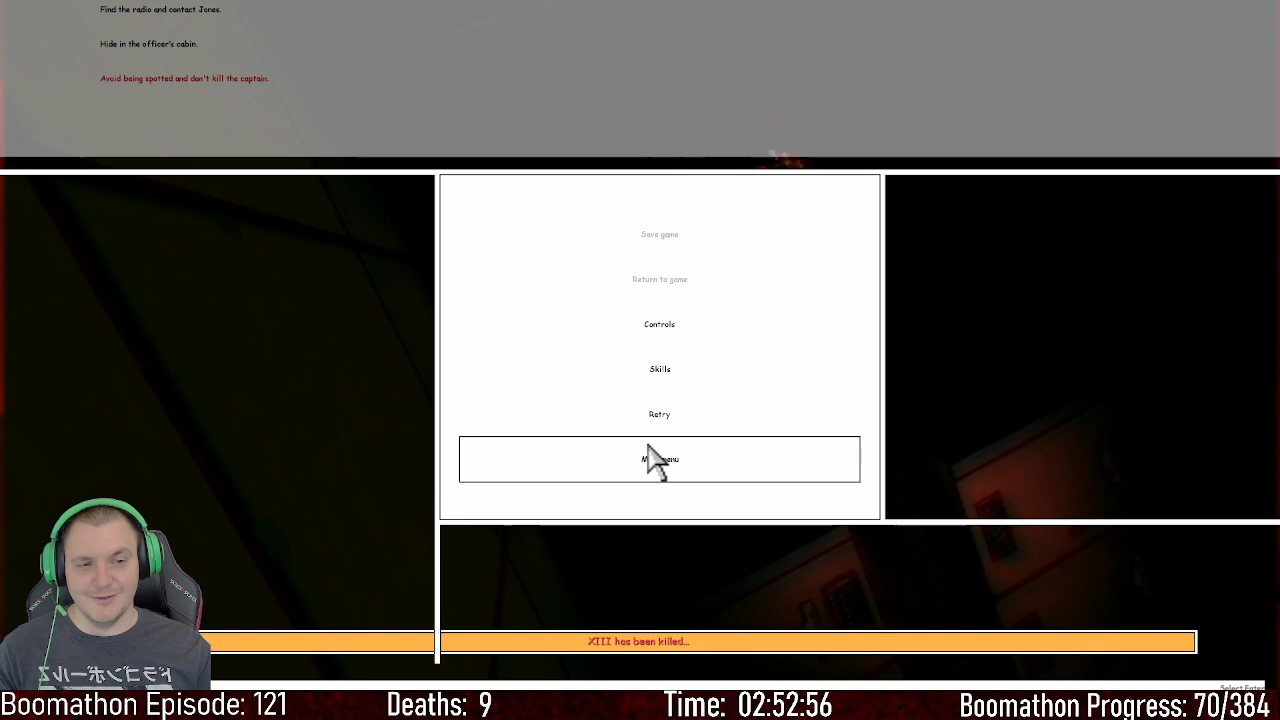 Find the radio and contact Jones.
Hide in the officer's cabin.
Avoid being spotted and don't kill the captain.
Save game
Return to game
Controls
Skills
Retry
XIII has been killed...
Select Enter
Boomathon Episode: 121
Deaths: 9
Time: 02:52:56
Boomathon Progress: 70/384